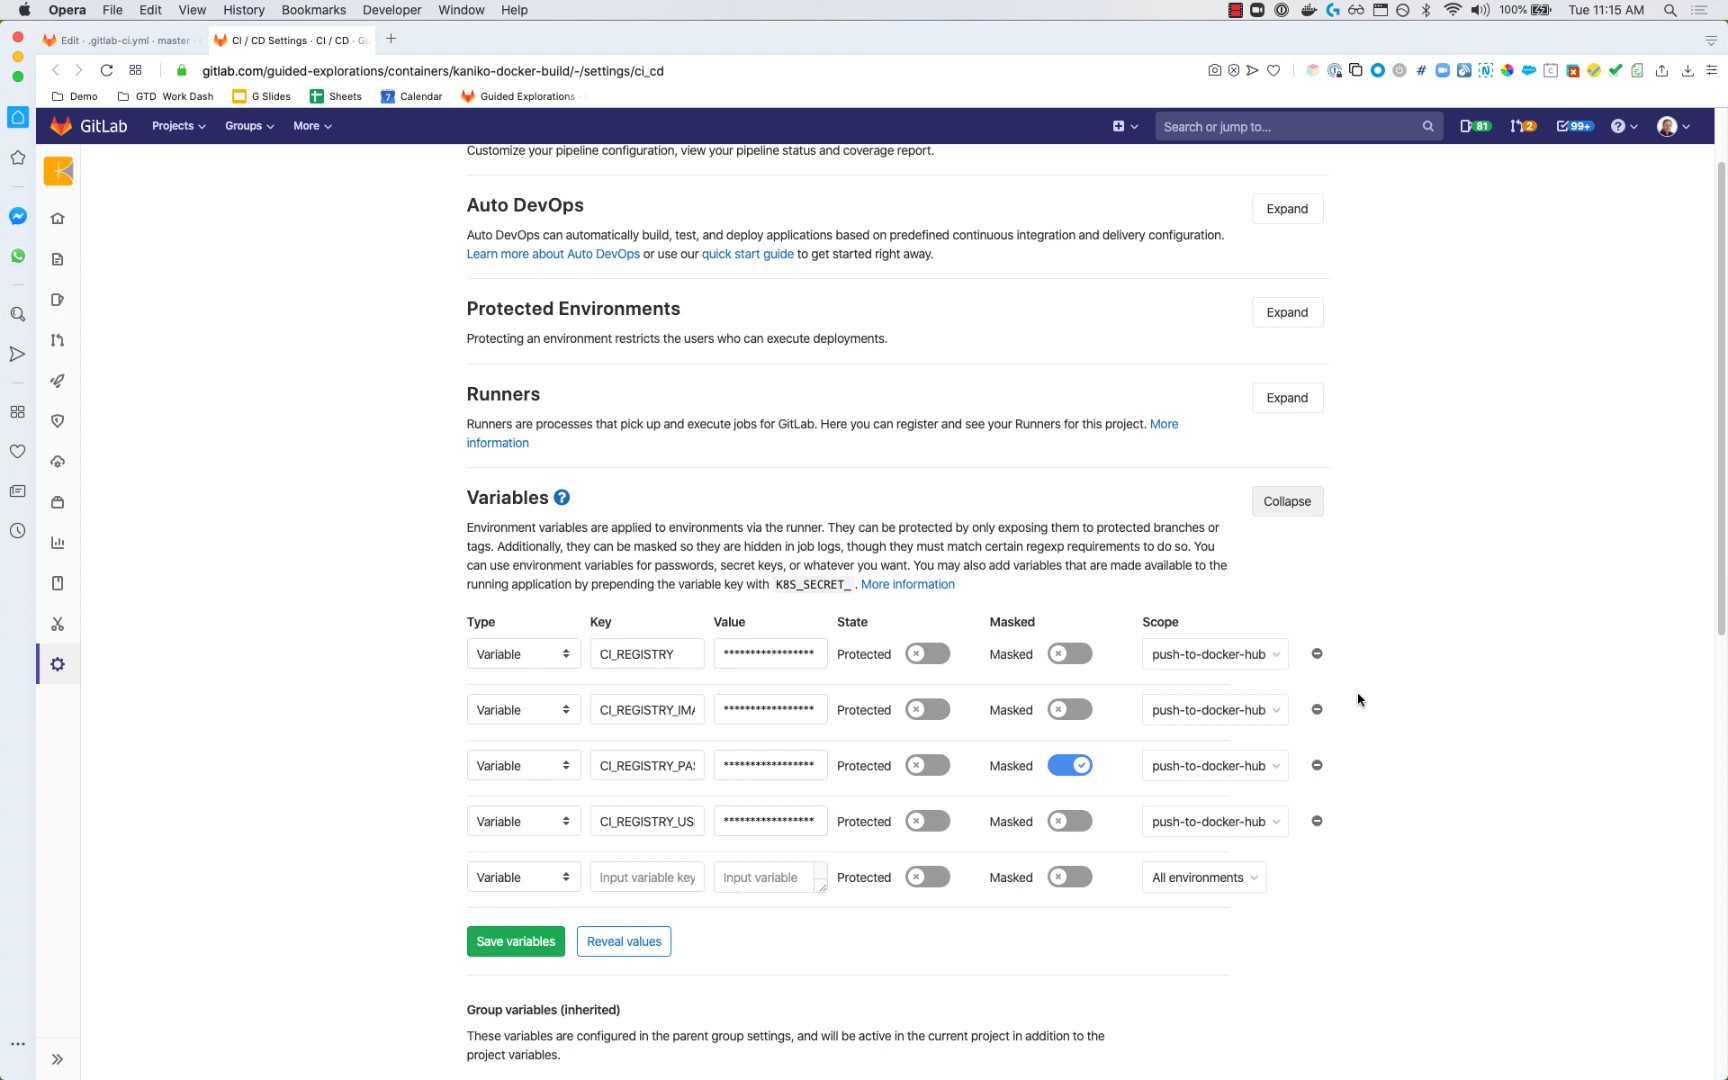 Opera File Edit View History Bookmarks Developer Window Help 100% Tue 11:15 AM
Edit · .gitlab-ci.yml · master CI / CD Settings · CI / CD · G
gitlab.com/guided-explorations/containers/kaniko-docker-build/-/settings/ci_cd
Demo GTD Work Dash G Slides Sheets 7 Calendar Guided Explorations
GitLab Projects Groups More Search or jump to... 81 2 99+
Customize your pipeline configuration, view your pipeline status and coverage report.
Auto DevOps Expand
Auto DevOps can automatically build, test, and deploy applications based on predefined continuous integration and delivery configuration.
Learn more about Auto DevOps or use our quick start guide to get started right away.
Protected Environments Expand
Protecting an environment restricts the users who can execute deployments.
Runners Expand
Runners are processes that pick up and execute jobs for GitLab. Here you can register and see your Runners for this project. More
information
Variables ? Collapse
Environment variables are applied to environments via the runner. They can be protected by only exposing them to protected branches or
tags. Additionally, they can be masked so they are hidden in job logs, though they must match certain regexp requirements to do so. You
can use environment variables for passwords, secret keys, or whatever you want. You may also add variables that are made available to the
running application by prepending the variable key with K8S_SECRET_ . More information
Type Key Value State Masked Scope
Variable CI_REGISTRY ***************** Protected Masked push-to-docker-hub
Variable CI_REGISTRY_IMA ***************** Protected Masked push-to-docker-hub
Variable CI_REGISTRY_PAS ***************** Protected Masked push-to-docker-hub
Variable CI_REGISTRY_US ***************** Protected Masked push-to-docker-hub
Variable Input variable key Input variable Protected Masked All environments
Save variables Reveal values
Group variables (inherited)
These variables are configured in the parent group settings, and will be active in the current project in addition to the
project variables.